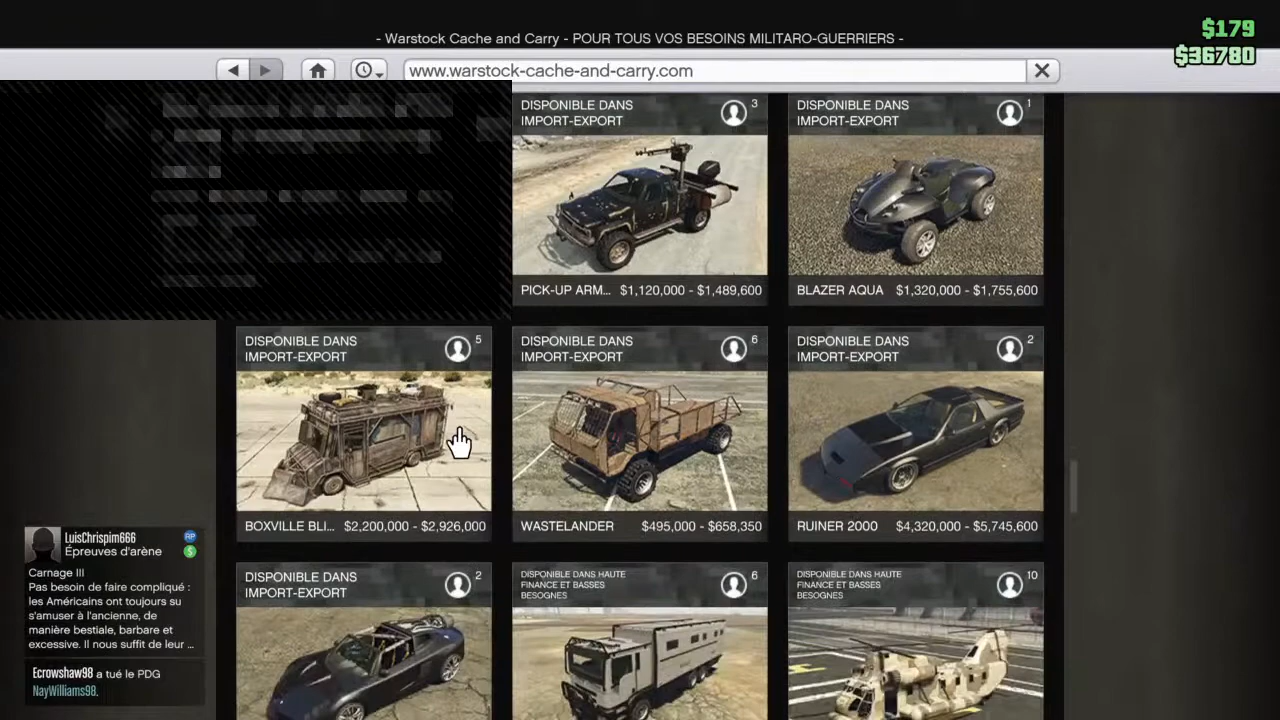 $179
- Warstock Cache and Carry - POUR TOUS VOS BESOINS MILITARO-GUERRIERS -
$36780
www.warstock-cache-and-carry.com
DISPONIBLE DANS
IMPORT-EXPORT
3
DISPONIBLE DANS
IMPORT-EXPORT
1
PICK-UP ARM... $1,120,000 - $1,489,600
BLAZER AQUA $1,320,000 - $1,755,600
DISPONIBLE DANS
IMPORT-EXPORT
5
DISPONIBLE DANS
IMPORT-EXPORT
6
DISPONIBLE DANS
IMPORT-EXPORT
2
BOXVILLE BLI... $2,200,000 - $2,926,000
WASTELANDER $495,000 - $658,350
RUINER 2000 $4,320,000 - $5,745,600
DISPONIBLE DANS
IMPORT-EXPORT
2
DISPONIBLE DANS HAUTE
FINANCE ET BASSES
BESOGNES
6
DISPONIBLE DANS HAUTE
FINANCE ET BASSES
BESOGNES
10
LuisChrispim666
RP
Épreuves d'arène
$
Carnage III
Pas besoin de faire compliqué :
les Américains ont toujours su
s'amuser à l'ancienne, de
manière bestiale, barbare et
excessive. Il nous suffit de leur ...
Ecrowshaw98 a tué le PDG
NayWilliams98.